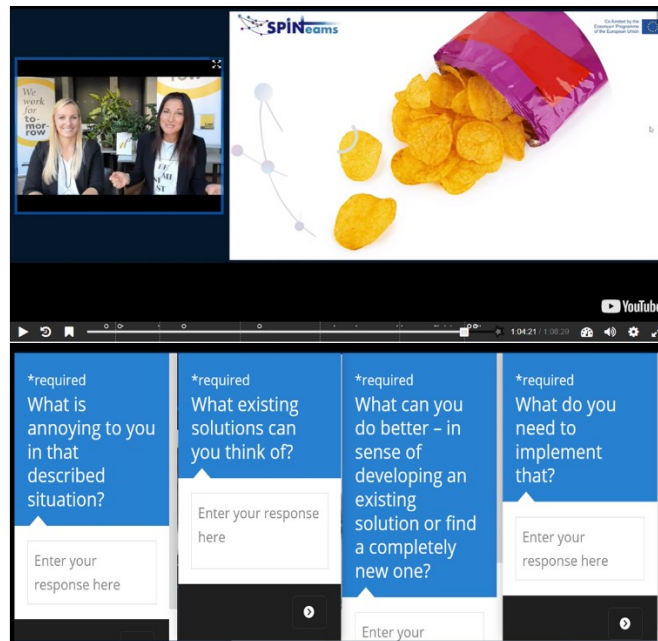 SPINteams
Co-funded by the
Erasmus+ Programme
of the European Union
We
work
for
to-
mor-
row
row
YouTube
1:04:21 / 1:08:29
*required
What is
annoying to you
in that
described
situation?
Enter your
response here
*required
What existing
solutions can
you think of?
Enter your response
here
*required
What can you
do better – in
sense of
developing an
existing
solution or find
a completely
new one?
Enter your
*required
What do you
need to
implement
that?
Enter your
response here